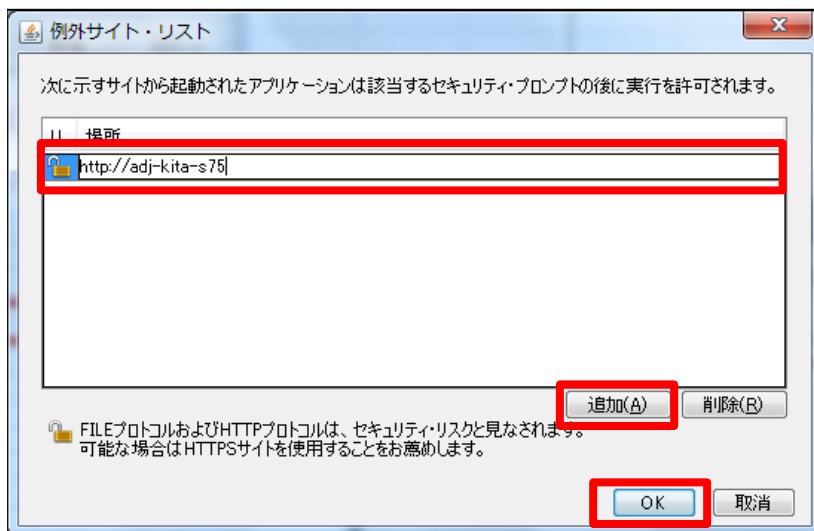 例外サイト・リスト
次に示すサイトから起動されたアプリケーションは該当するセキュリティ・プロンプトの後に実行を許可されます。
場所
http://adj-kita-s75
追加(A) 削除(R)
FILEプロトコルおよびHTTPプロトコルは、セキュリティ・リスクと見なされます。
可能な場合はHTTPSサイトを使用することをお薦めします。
OK 取消